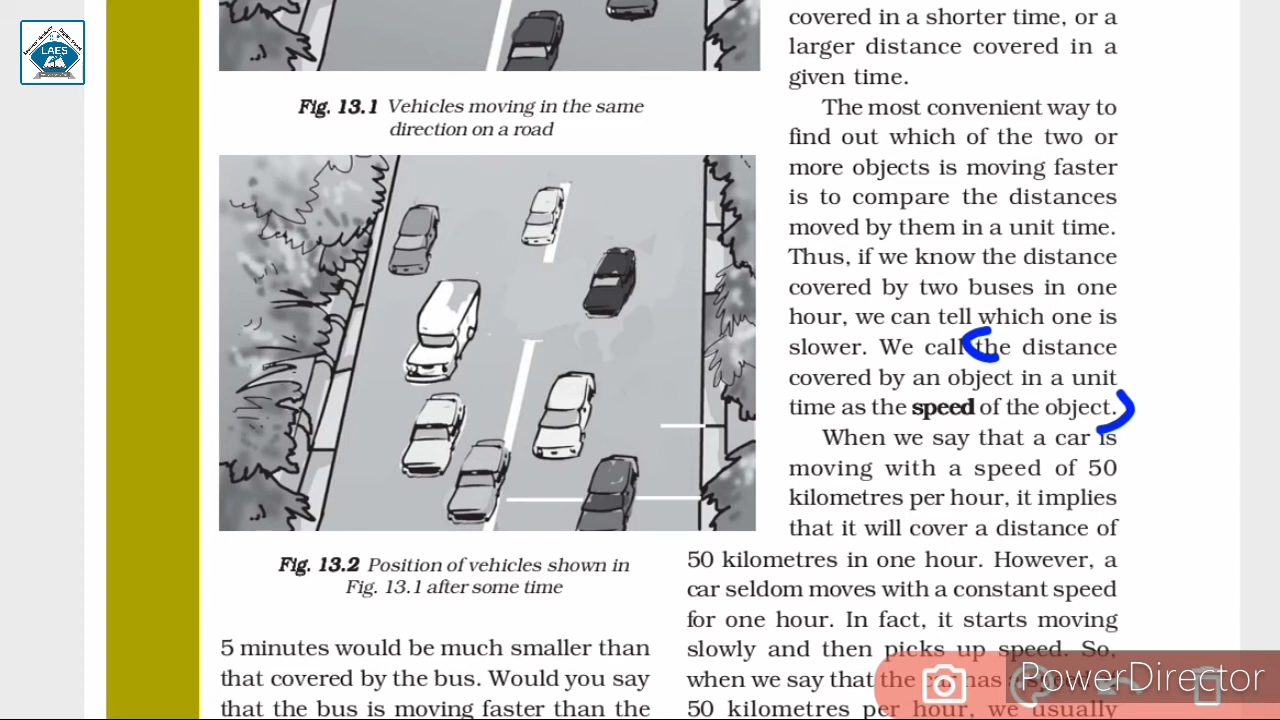 LAES
covered in a shorter time, or a
larger distance covered in a
given time.
Fig. 13.1 Vehicles moving in the same
direction on a road
The most convenient way to
find out which of the two or
more objects is moving faster
is to compare the distances
moved by them in a unit time.
Thus, if we know the distance
covered by two buses in one
hour, we can tell which one is
slower. We call the distance
covered by an object in a unit
time as the speed of the object.
When we say that a car is
moving with a speed of 50
kilometres per hour, it implies
that it will cover a distance of
50 kilometres in one hour. However, a
car seldom moves with a constant speed
for one hour. In fact, it starts moving
slowly and then picks up speed. So,
when we say that the car has
50 kilometres per hour, we usually
Fig. 13.2 Position of vehicles shown in
Fig. 13.1 after some time
5 minutes would be much smaller than
that covered by the bus. Would you say
that the bus is moving faster than the
PowerDirector